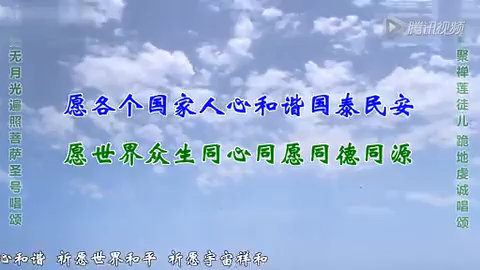 腾讯视频
无月光遍照菩萨圣号唱颂
聚禅莲徒儿 跪地虔诚唱颂
愿各个国家人心和谐国泰民安
愿世界众生同心同愿同德同源
心和谐 祈愿世界和平 祈愿宇宙祥和